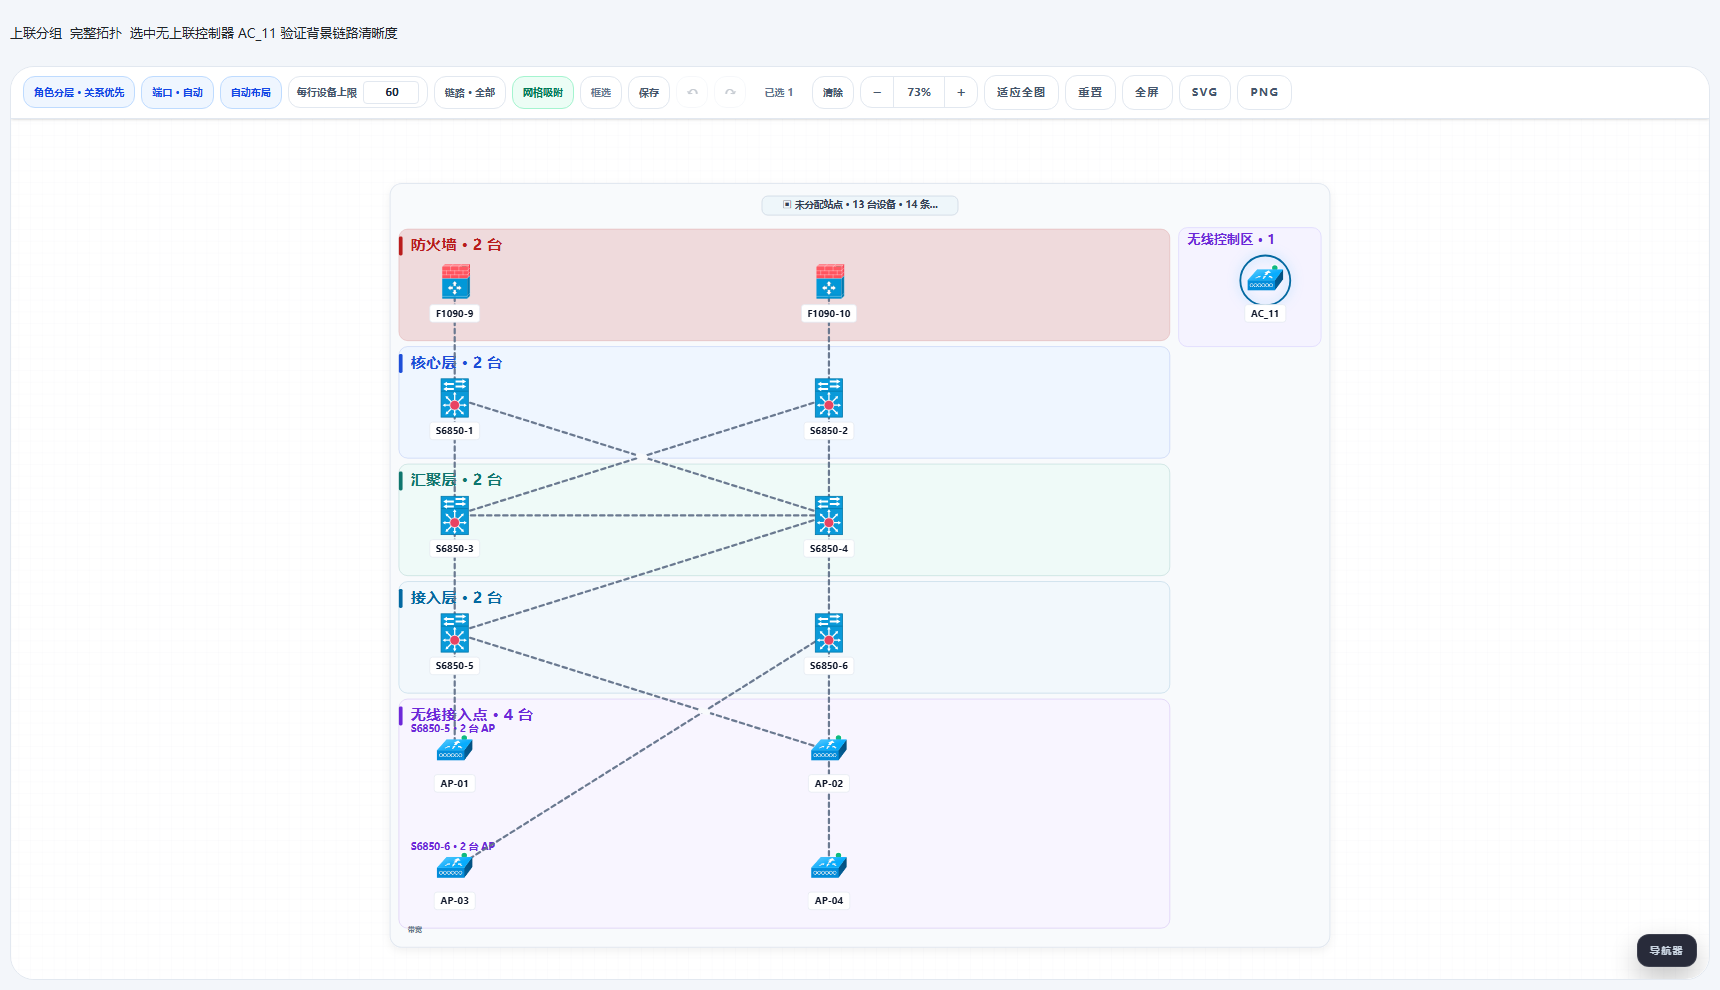 上联分组 完整拓扑 选中无上联控制器 AC_11 验证背景链路清晰度
角色分层 • 关系优先 端口 • 自动 自动布局 每行设备上限 60 链路 • 全部 网格吸附 框选 保存 已选 1 清除 − 73% + 适应全图 重置 全屏 SVG PNG
未分配站点 • 13 台设备 • 14 条...
防火墙 • 2 台
无线控制区 • 1
F1090-9 F1090-10 AC_11
核心层 • 2 台
S6850-1 S6850-2
汇聚层 • 2 台
S6850-3 S6850-4
接入层 • 2 台
S6850-5 S6850-6
无线接入点 • 4 台
S6850-5 • 2 台 AP
AP-01 AP-02
S6850-6 • 2 台 AP
AP-03 AP-04
带宽
导航器